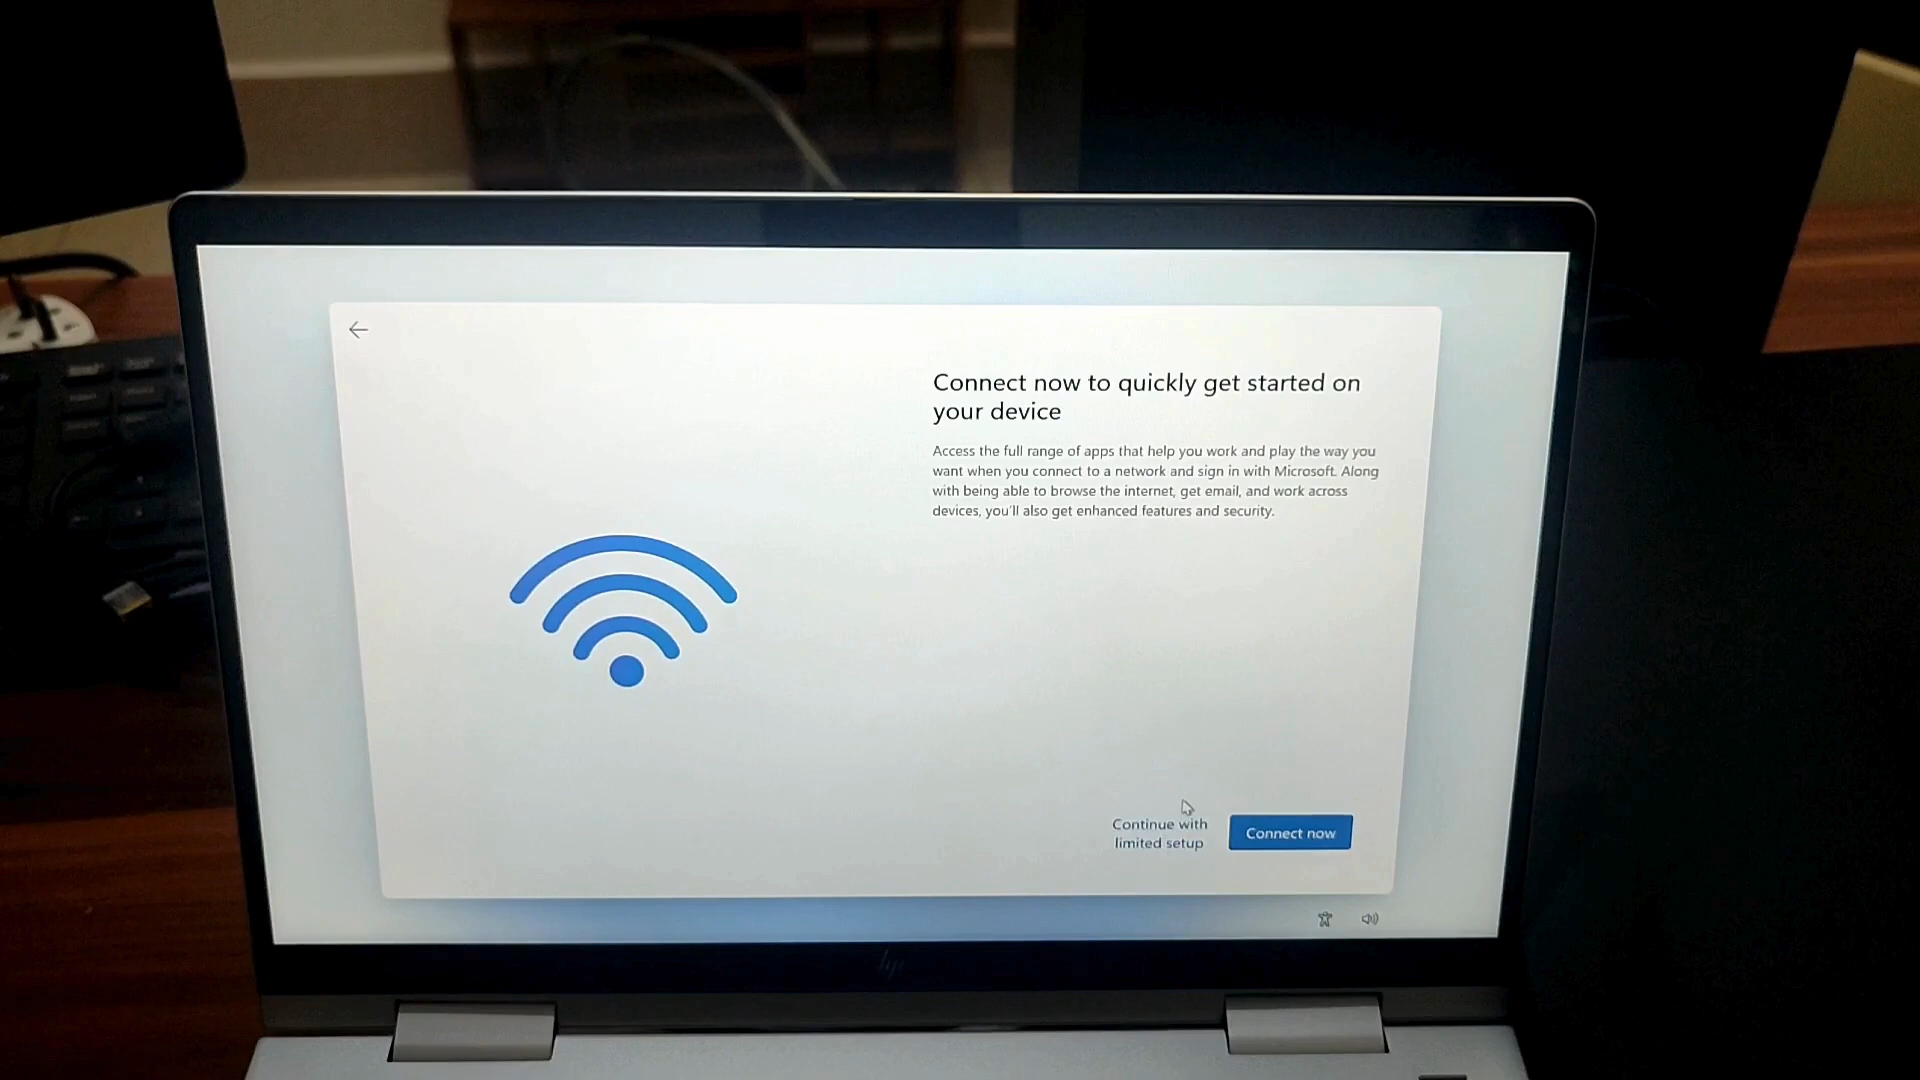 Connect now to quickly get started on
your device
Access the full range of apps that help you work and play the way you
want when you connect to a network and sign in with Microsoft. Along
with being able to browse the internet, get email, and work across
devices, you'll also get enhanced features and security.
Continue with
limited setup
Connect now
hp